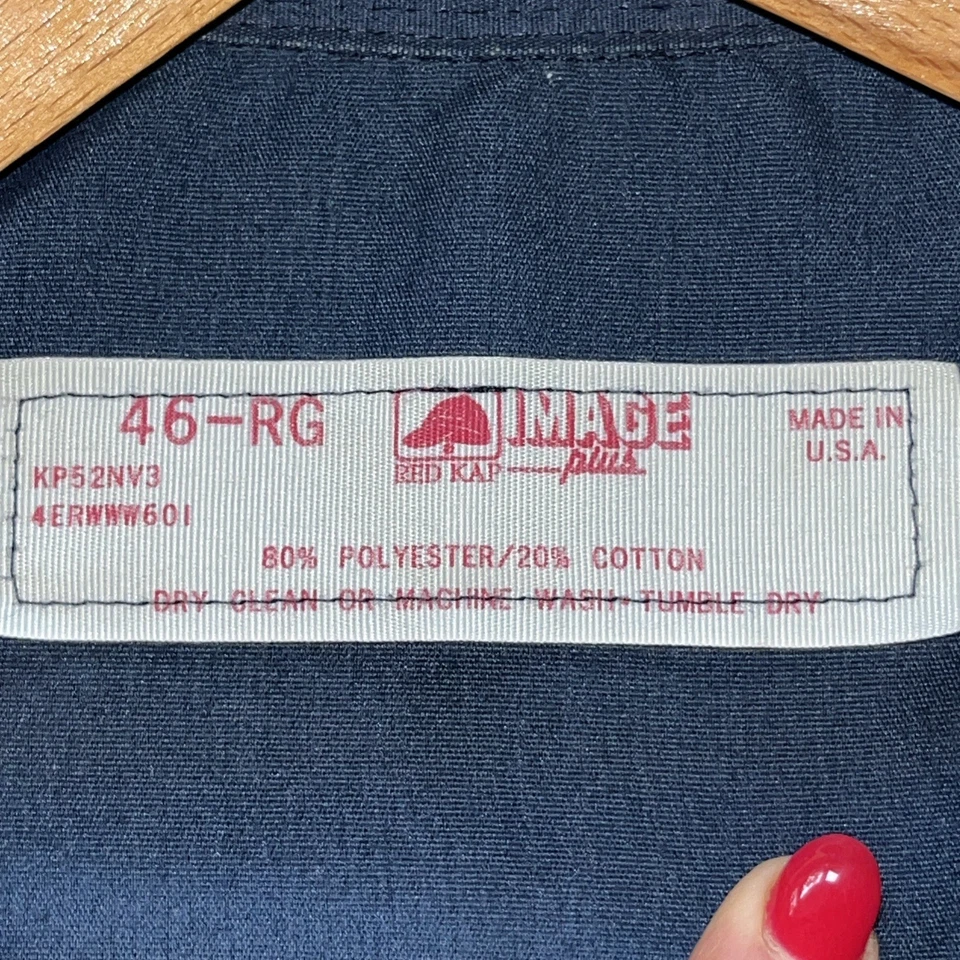 46-RG
RED KAP
IMAGE
plus
MADE IN
U.S.A.
KP52NV3
4ERWWW601
80% POLYESTER/20% COTTON
DRY CLEAN OR MACHINE WASH-TUMBLE DRY